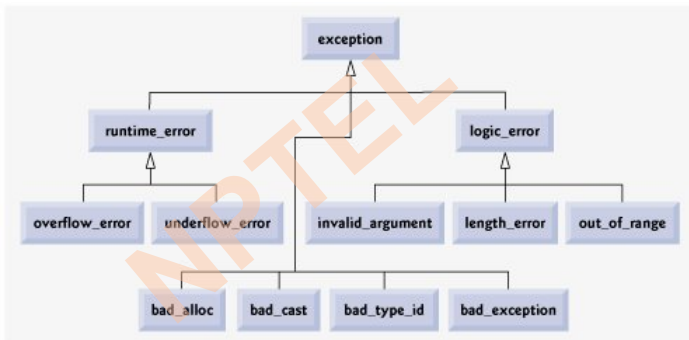 exception
runtime_error
logic_error
overflow_error
underflow_error
invalid_argument
length_error
out_of_range
bad_alloc
bad_cast
bad_type_id
bad_exception
NPTEL